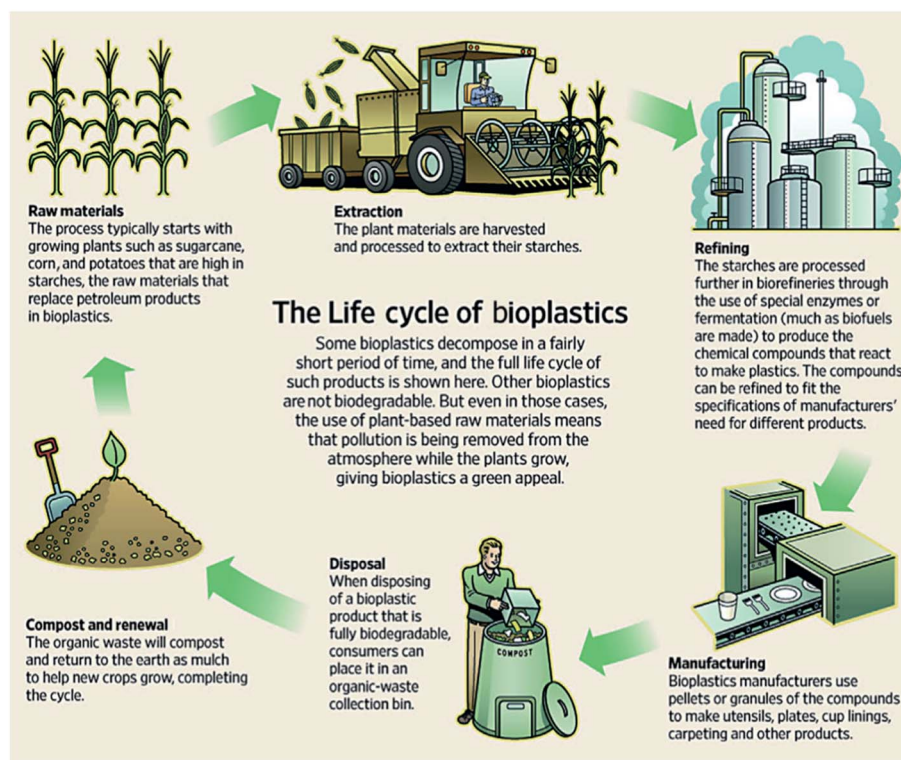 Raw materials
The process typically starts with
growing plants such as sugarcane,
corn, and potatoes that are high in
starches, the raw materials that
replace petroleum products
in bioplastics.
Extraction
The plant materials are harvested
and processed to extract their starches.
Refining
The starches are processed
further in biorefineries through
the use of special enzymes or
fermentation (much as biofuels
are made) to produce the
chemical compounds that react
to make plastics. The compounds
can be refined to fit the
specifications of manufacturers’
need for different products.
The Life cycle of bioplastics
Some bioplastics decompose in a fairly
short period of time, and the full life cycle of
such products is shown here. Other bioplastics
are not biodegradable. But even in those cases,
the use of plant-based raw materials means
that pollution is being removed from the
atmosphere while the plants grow,
giving bioplastics a green appeal.
Manufacturing
Bioplastics manufacturers use
pellets or granules of the compounds
to make utensils, plates, cup linings,
carpeting and other products.
Disposal
When disposing
of a bioplastic
product that is
fully biodegradable,
consumers can
place it in an
organic-waste
collection bin.
COMPOST
Compost and renewal
The organic waste will compost
and return to the earth as mulch
to help new crops grow, completing
the cycle.